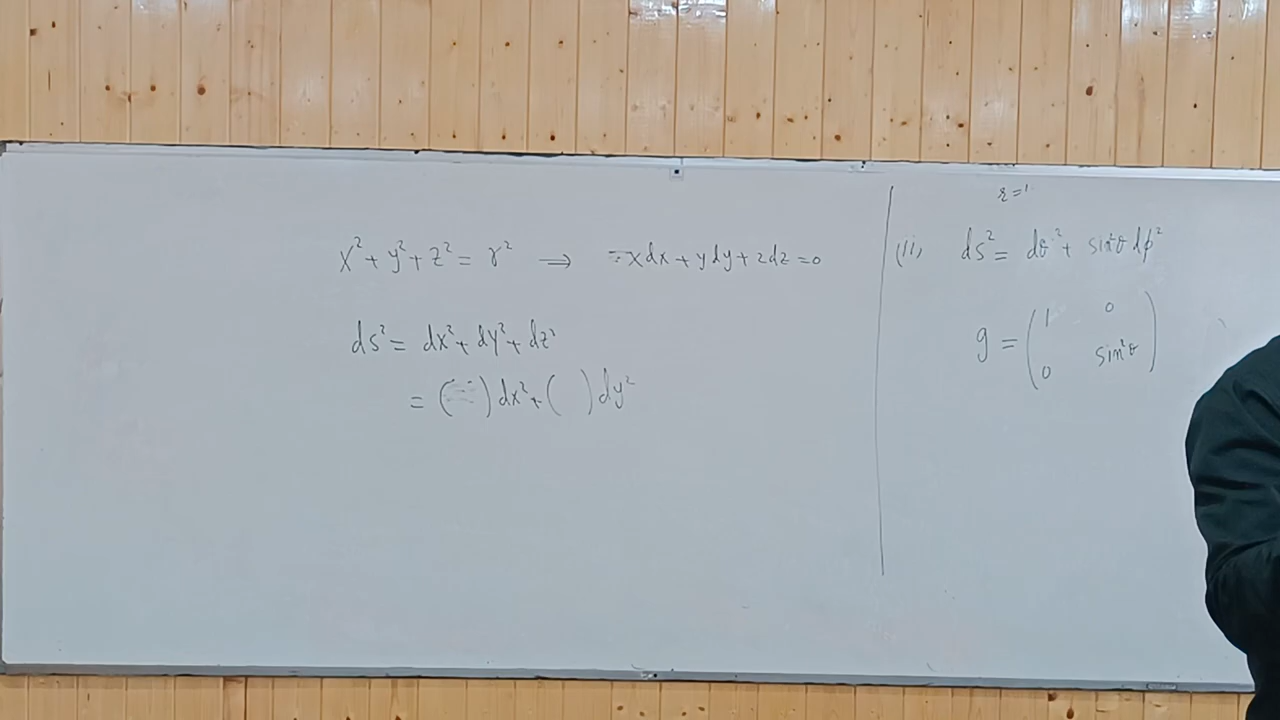 x² + y² + z² = r² ⟹ xdx + ydy + zdz = 0
ds² = dx² + dy² + dz²
= ( ) dx² + ( ) dy²
r = 1
(ii) ds² = dθ² + sin²θ dφ²
g = ( 1 0
0 sin²θ )